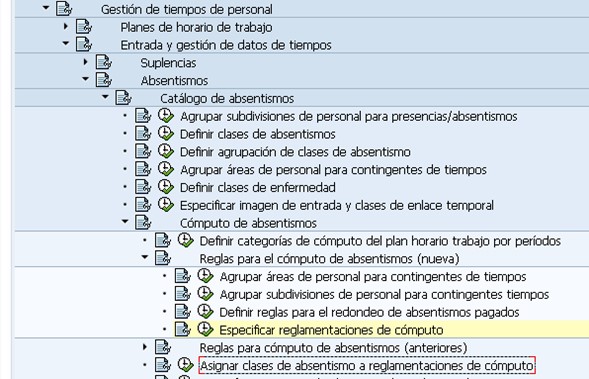 Gestión de tiempos de personal
Planes de horario de trabajo
Entrada y gestión de datos de tiempos
Suplencias
Absentismos
Catálogo de absentismos
Agrupar subdivisiones de personal para presencias/absentismos
Definir clases de absentismos
Definir agrupación de clases de absentismo
Agrupar áreas de personal para contingentes de tiempos
Definir clases de enfermedad
Especificar imagen de entrada y clases de enlace temporal
Cómputo de absentismos
Definir categorías de cómputo del plan horario trabajo por períodos
Reglas para el cómputo de absentismos (nueva)
Agrupar áreas de personal para contingentes de tiempos
Agrupar subdivisiones de personal para contingentes tiempos
Definir reglas para el redondeo de absentismos pagados
Especificar reglamentaciones de cómputo
Reglas para cómputo de absentismos (anteriores)
Asignar clases de absentismo a reglamentaciones de cómputo